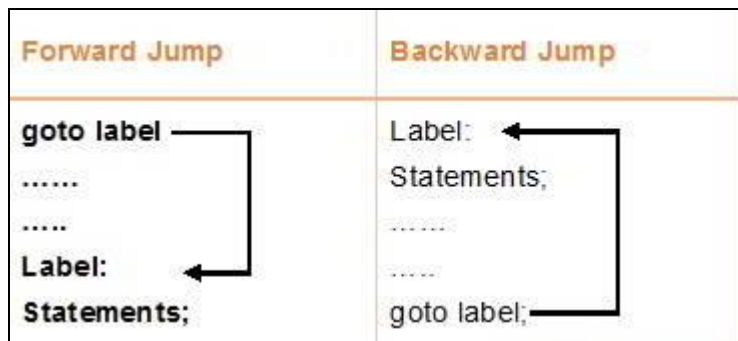 Forward Jump
goto label
......
.....
Label:
Statements;
Backward Jump
Label:
Statements;
......
.....
goto label;